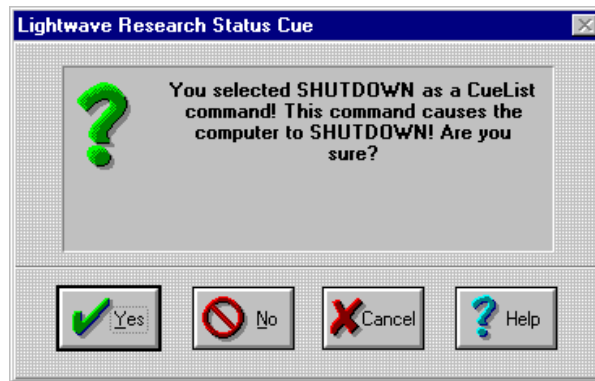 Lightwave Research Status Cue
You selected SHUTDOWN as a CueList
command! This command causes the
computer to SHUTDOWN! Are you
sure?
Yes
No
Cancel
Help